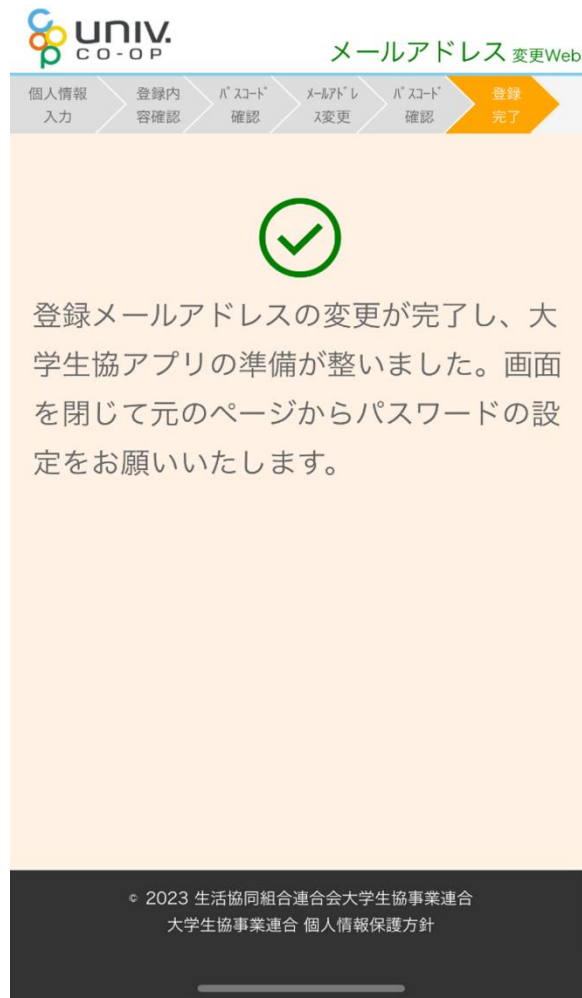 UNIV.
CO-OP
メールアドレス 変更Web
個人情報
入力
登録内
容確認
ﾊﾟｽｺｰﾄﾞ
確認
ﾒｰﾙｱﾄﾞﾚ
ｽ変更
ﾊﾟｽｺｰﾄﾞ
確認
登録
完了
登録メールアドレスの変更が完了し、大
学生協アプリの準備が整いました。画面
を閉じて元のページからパスワードの設
定をお願いいたします。
© 2023 生活協同組合連合会大学生協事業連合
大学生協事業連合 個人情報保護方針